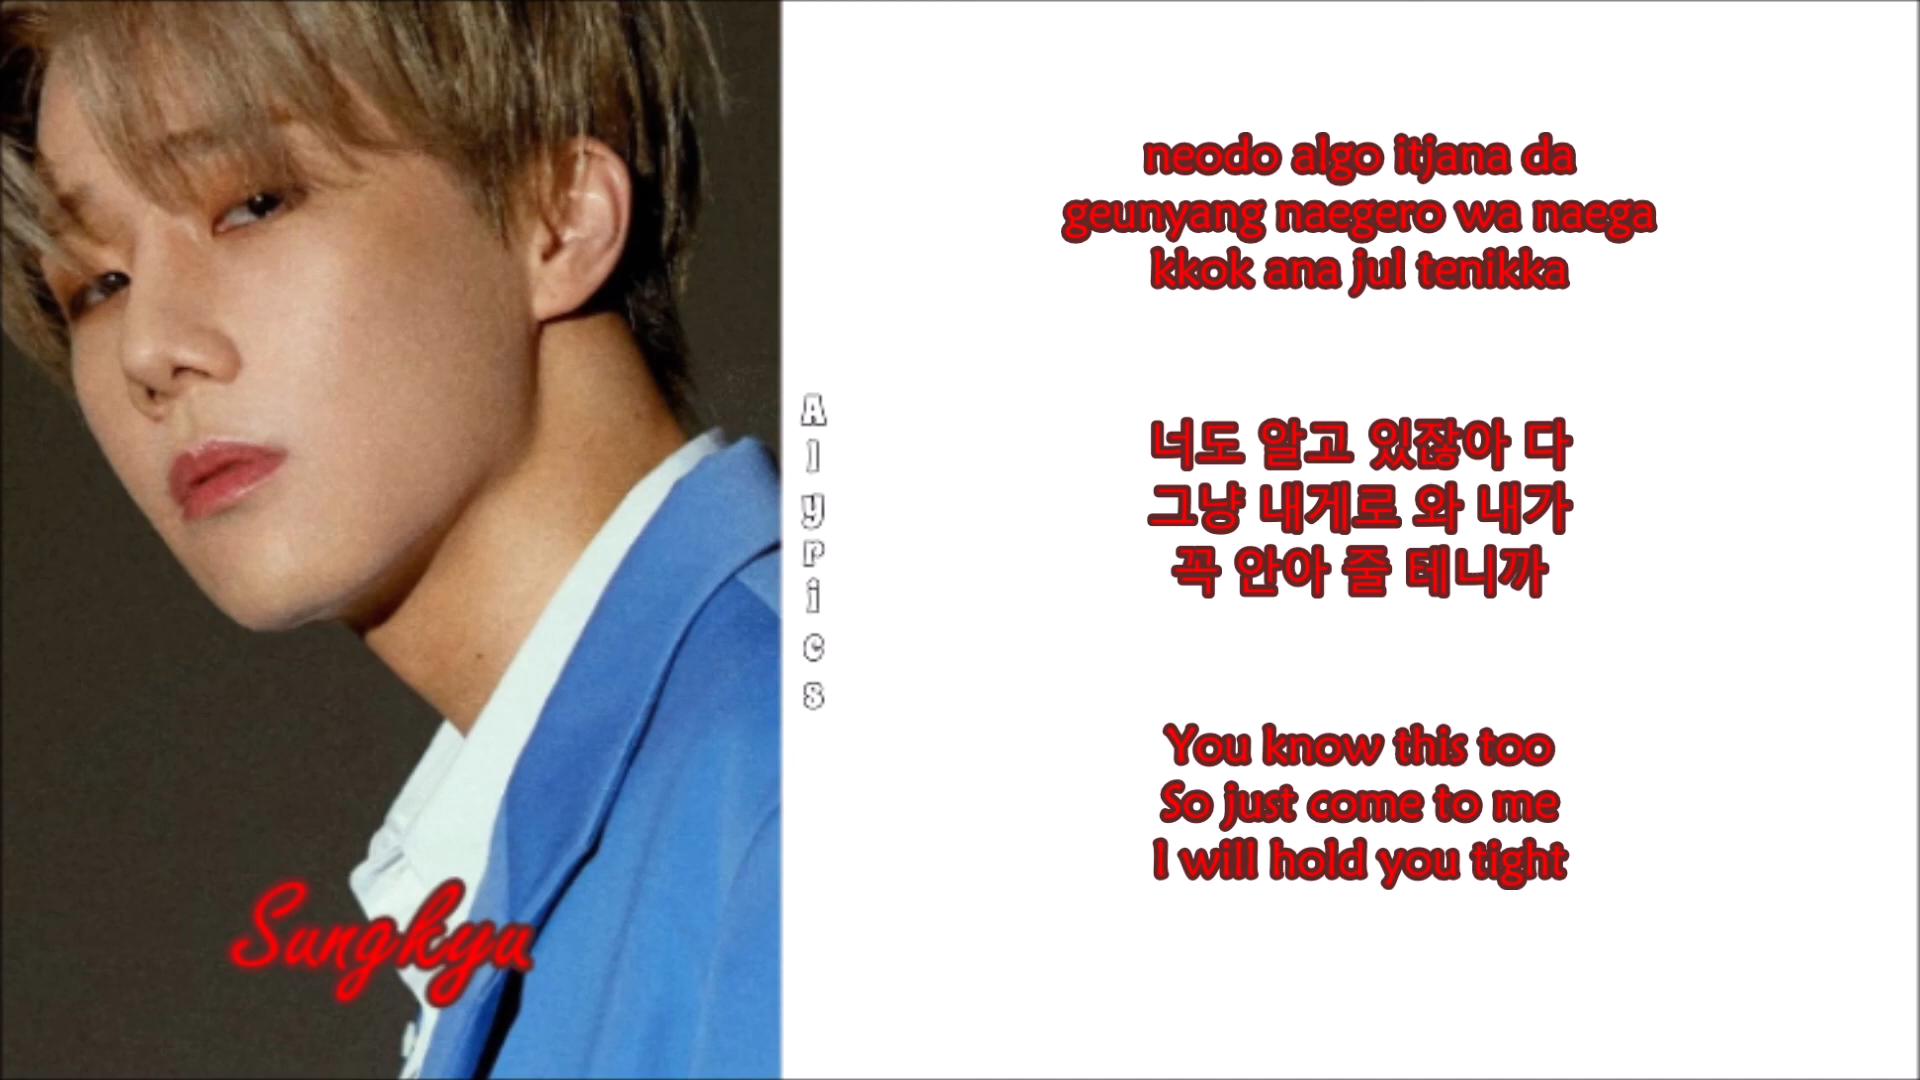 neodo algo itjana da
geunyang naegero wa naega
kkok ana jul tenikka
너도 알고 있잖아 다
그냥 내게로 와 내가
꼭 안아 줄 테니까
You know this too
So just come to me
I will hold you tight
Sungkyu
Alyrics